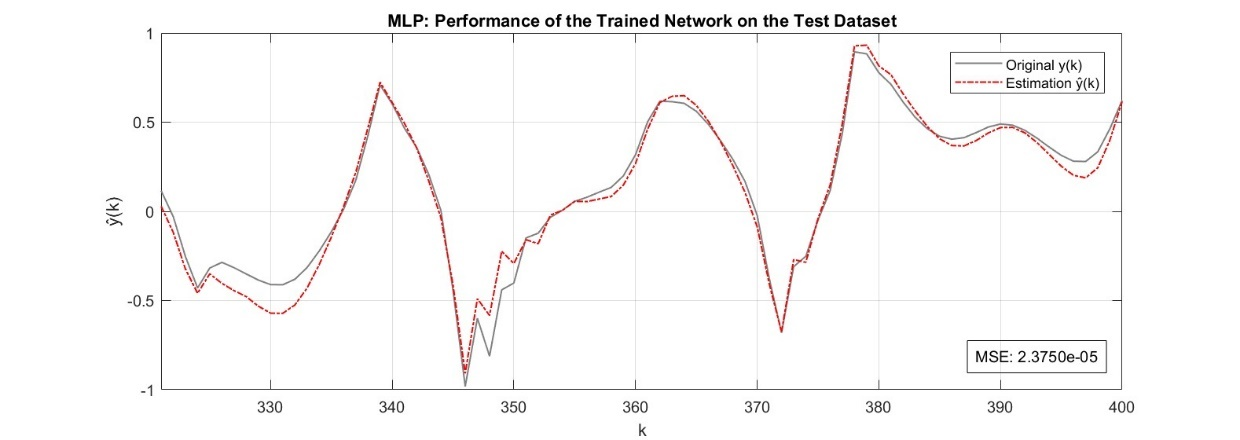 MLP: Performance of the Trained Network on the Test Dataset
1
0.5
0
-0.5
-1
ŷ(k)
Original y(k)
Estimation ŷ(k)
MSE: 2.3750e-05
330
340
350
360
370
380
390
400
k